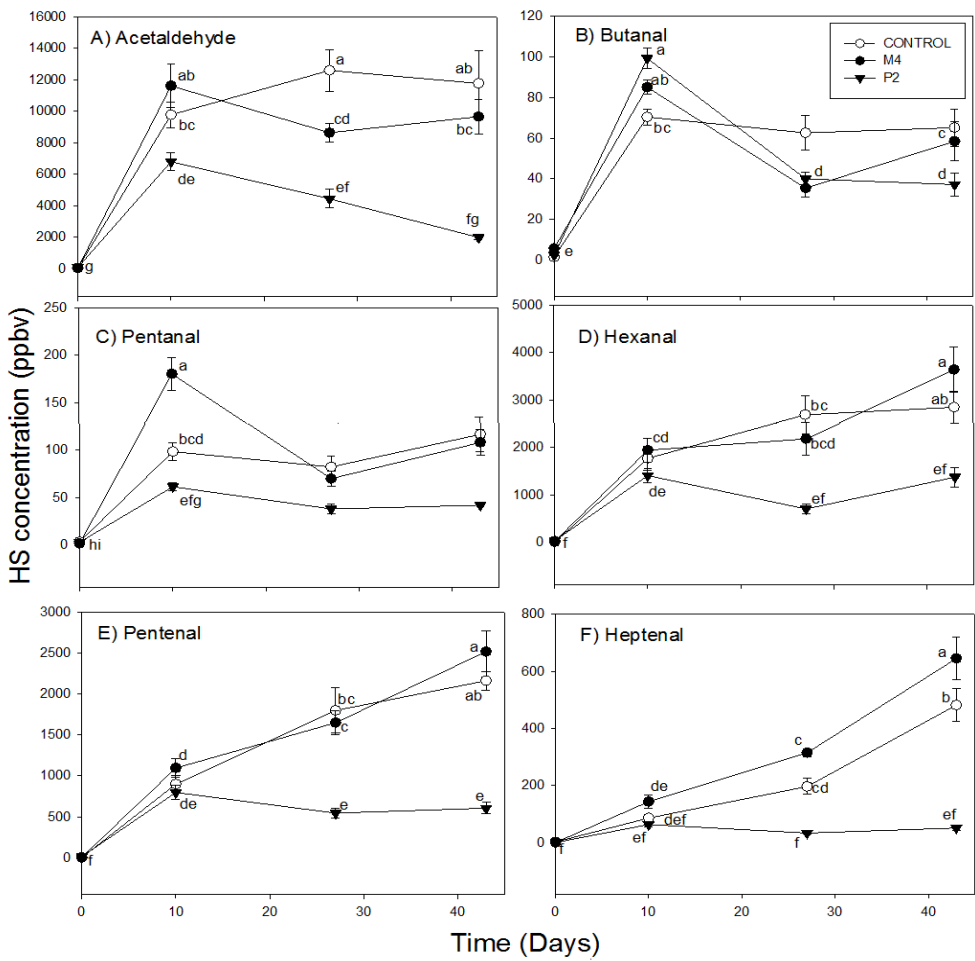 A) Acetaldehyde
16000
14000
12000
10000
8000
6000
4000
2000
0
ab
bc
de
a
cd
ef
ab
bc
fg
g
B) Butanal
CONTROL
M4
P2
100
80
60
40
20
0
a
ab
bc
d
c
d
e
C) Pentanal
250
200
150
100
50
0
a
bcd
efg
hi
D) Hexanal
5000
4000
3000
2000
1000
0
cd
de
bc
bcd
ef
a
ab
ef
f
E) Pentenal
3000
2500
2000
1500
1000
500
0
d
de
bc
c
e
a
ab
e
f
0 10 20 30 40
F) Heptenal
800
600
400
200
0
de
def
ef
c
cd
f
a
b
ef
f
0 10 20 30 40
HS concentration (ppbv)
Time (Days)